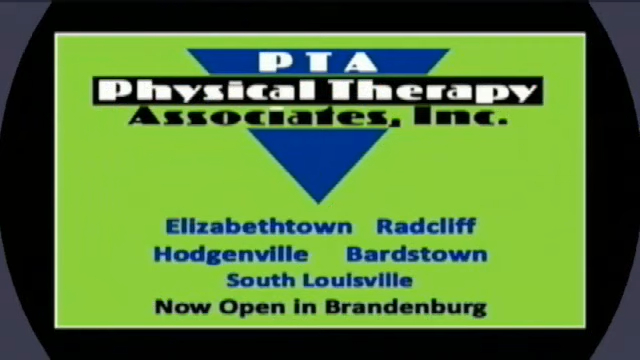 PTA
Physical Therapy
Associates, Inc.
Elizabethtown Radcliff
Hodgenville Bardstown
South Louisville
Now Open in Brandenburg